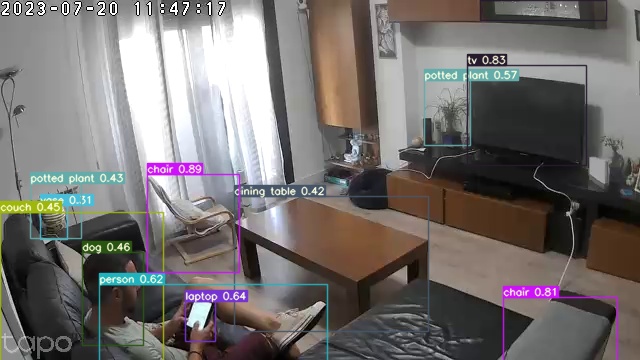 2023-07-20 11:47:17
tv 0.83
potted plant 0.57
chair 0.89
potted plant 0.43
vase 0.31
dining table 0.42
couch 0.45
dog 0.46
person 0.62
laptop 0.64
chair 0.81
tapo